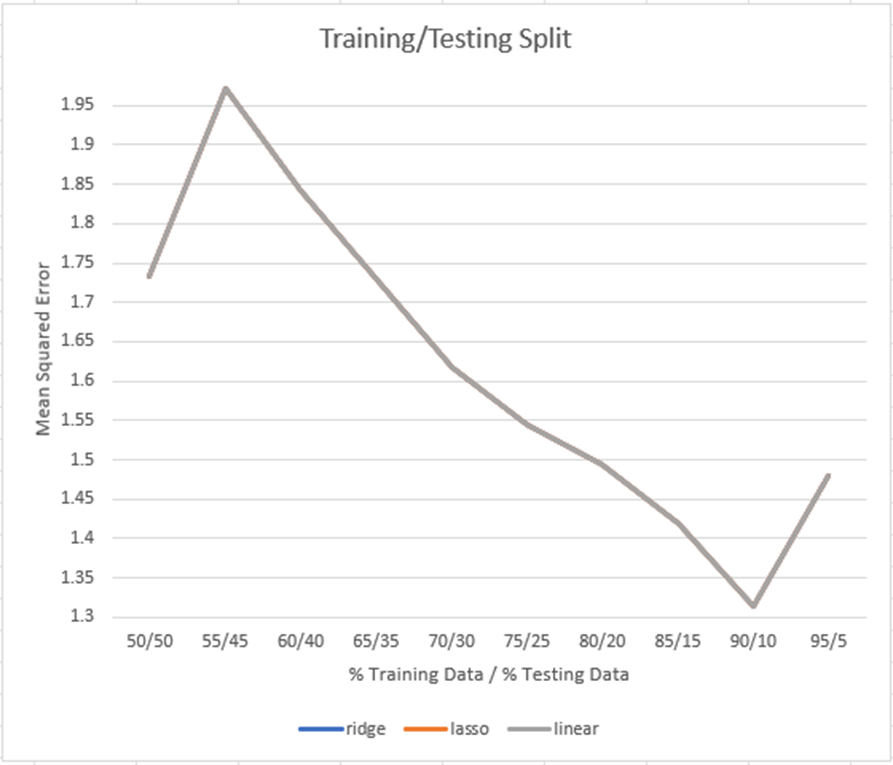 Training/Testing Split
Mean Squared Error
1.95
1.9
1.85
1.8
1.75
1.7
1.65
1.6
1.55
1.5
1.45
1.4
1.35
1.3
50/50 55/45 60/40 65/35 70/30 75/25 80/20 85/15 90/10 95/5
% Training Data / % Testing Data
ridge lasso linear